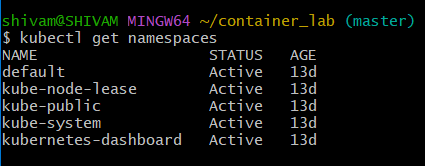 shivam@SHIVAM MINGW64 ~/container_lab (master)
$ kubectl get namespaces
NAME                   STATUS   AGE
default                Active   13d
kube-node-lease        Active   13d
kube-public            Active   13d
kube-system            Active   13d
kubernetes-dashboard   Active   13d